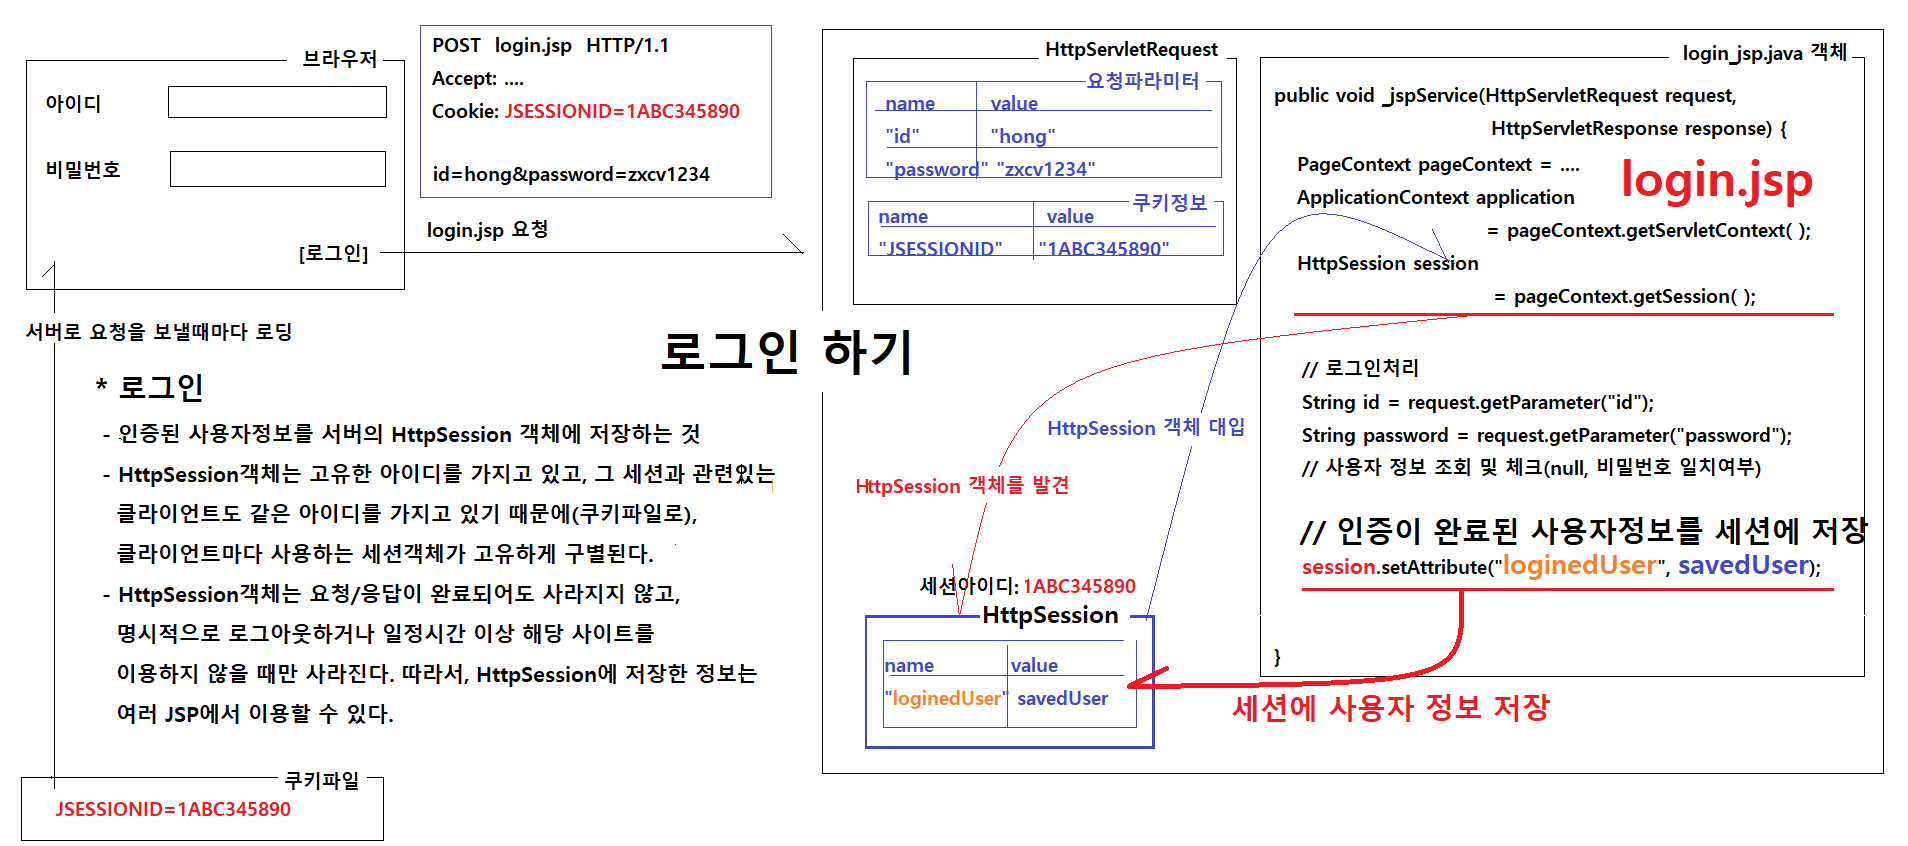 브라우저
아이디
비밀번호
[로그인]
POST login.jsp HTTP/1.1
Accept: ....
Cookie: JSESSIONID=1ABC345890
id=hong&password=zxcv1234
login.jsp 요청
서버로 요청을 보낼때마다 로딩
로그인 하기
* 로그인
- 인증된 사용자정보를 서버의 HttpSession 객체에 저장하는 것
- HttpSession객체는 고유한 아이디를 가지고 있고, 그 세션과 관련있는
클라이언트도 같은 아이디를 가지고 있기 때문에(쿠키파일로),
클라이언트마다 사용하는 세션객체가 고유하게 구별된다.
- HttpSession객체는 요청/응답이 완료되어도 사라지지 않고,
명시적으로 로그아웃하거나 일정시간 이상 해당 사이트를
이용하지 않을 때만 사라진다. 따라서, HttpSession에 저장한 정보는
여러 JSP에서 이용할 수 있다.
쿠키파일
JSESSIONID=1ABC345890
HttpServletRequest
요청파라미터
name value
"id" "hong"
"password" "zxcv1234"
쿠키정보
name value
"JSESSIONID" "1ABC345890"
HttpSession 객체 대입
HttpSession 객체를 발견
세션아이디: 1ABC345890
HttpSession
name value
"loginedUser" savedUser
login_jsp.java 객체
public void _jspService(HttpServletRequest request,
HttpServletResponse response) {
PageContext pageContext = ....
login.jsp
ApplicationContext application
= pageContext.getServletContext( );
HttpSession session
= pageContext.getSession( );
// 로그인처리
String id = request.getParameter("id");
String password = request.getParameter("password");
// 사용자 정보 조회 및 체크(null, 비밀번호 일치여부)
// 인증이 완료된 사용자정보를 세션에 저장
session.setAttribute("loginedUser", savedUser);
}
세션에 사용자 정보 저장